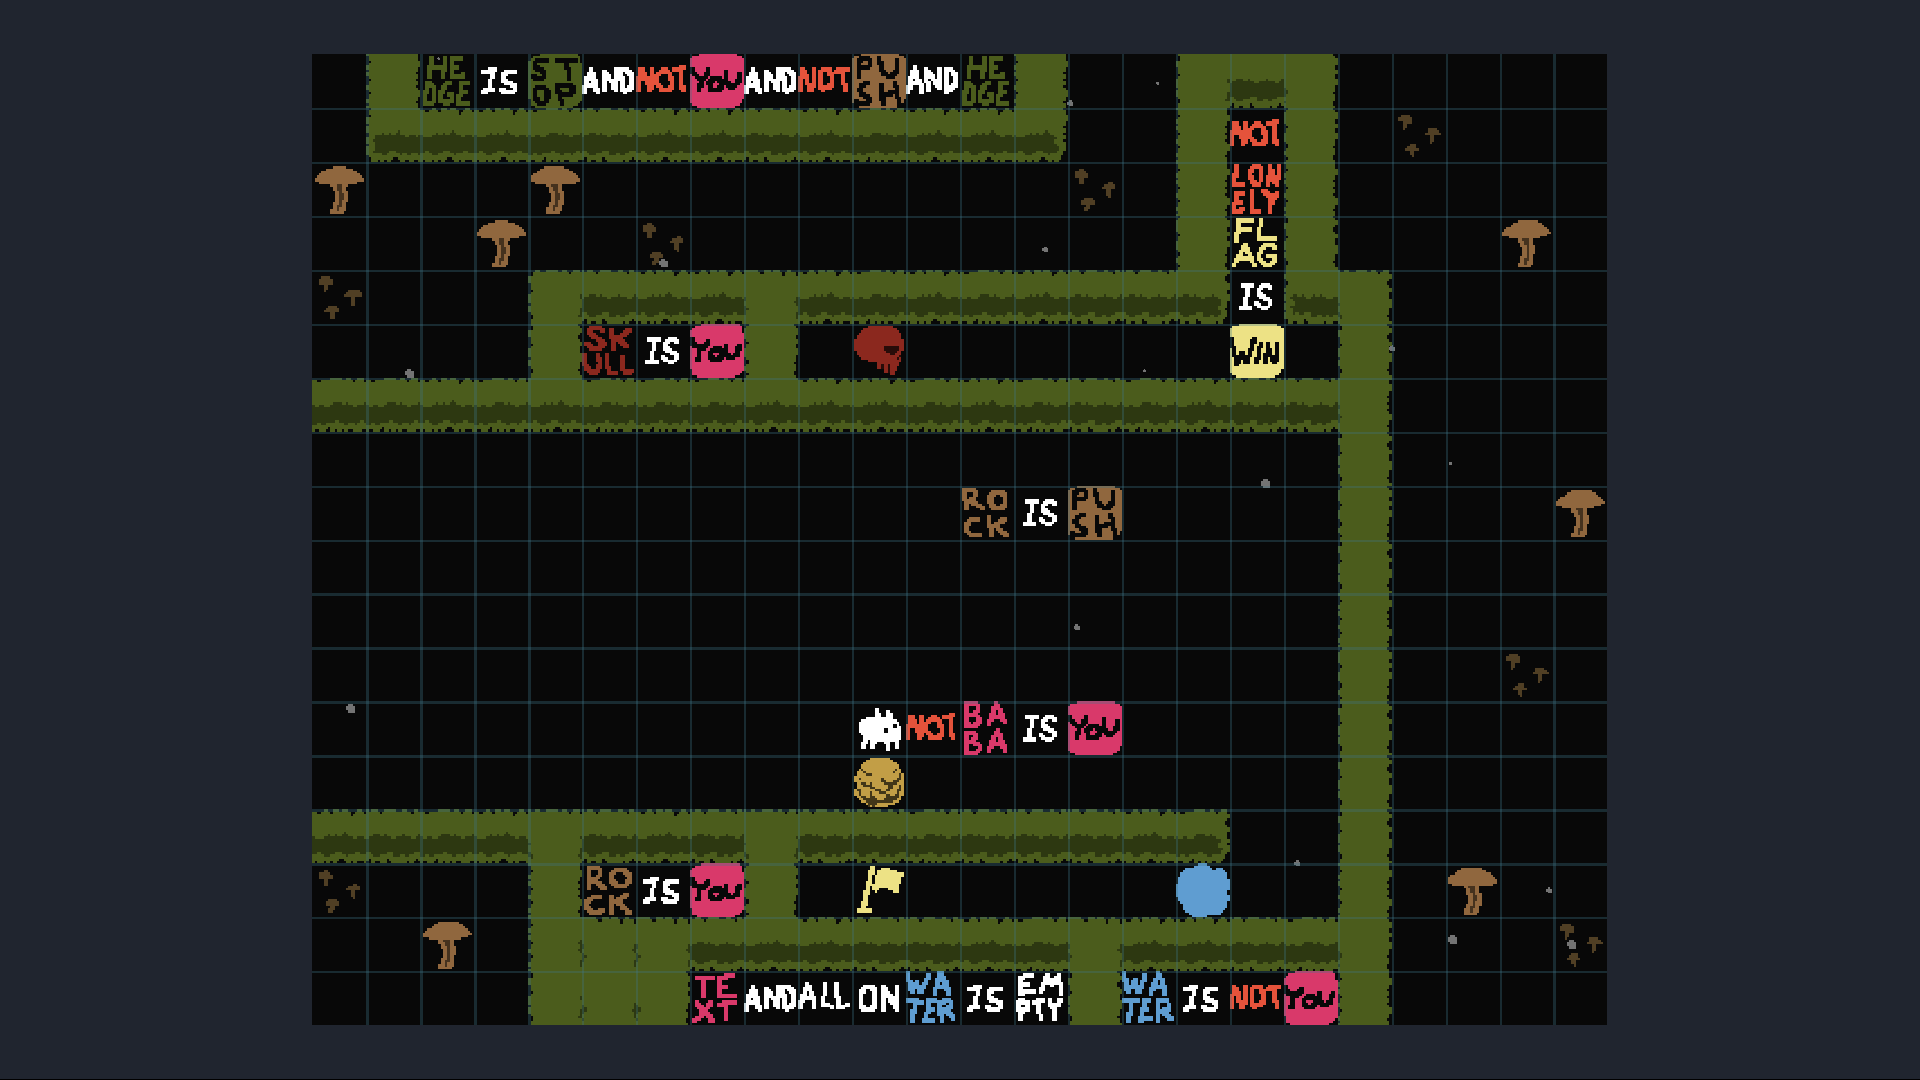 HEDGE IS STOP AND NOT YOU AND NOT PUSH AND HEDGE
NOT
LONELY
FLAG
IS
WIN
SKULL IS YOU
ROCK IS PUSH
NOT BABA IS YOU
ROCK IS YOU
TEXT AND ALL ON WATER IS EMPTY WATER IS NOT YOU